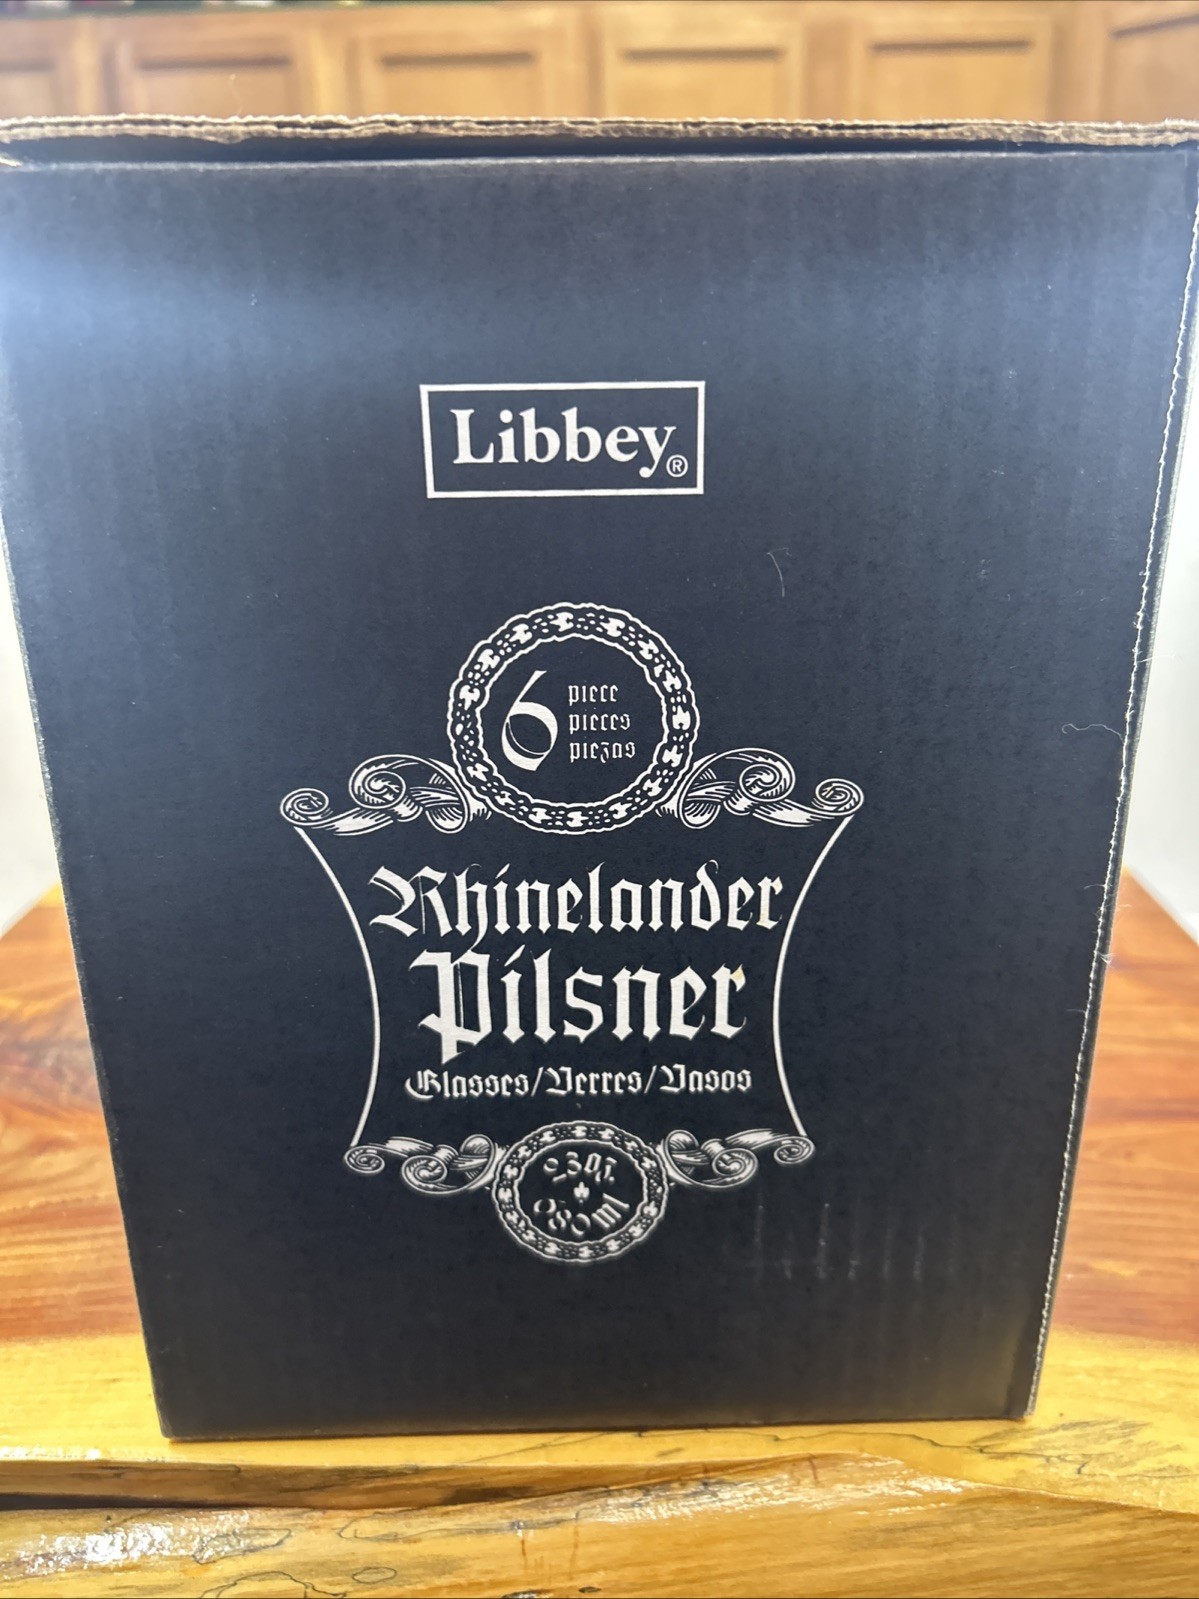 Libbey®
6
piece
pieces
piezas
Rhinelander
Pilsner
Glasses/Verres/Vasos